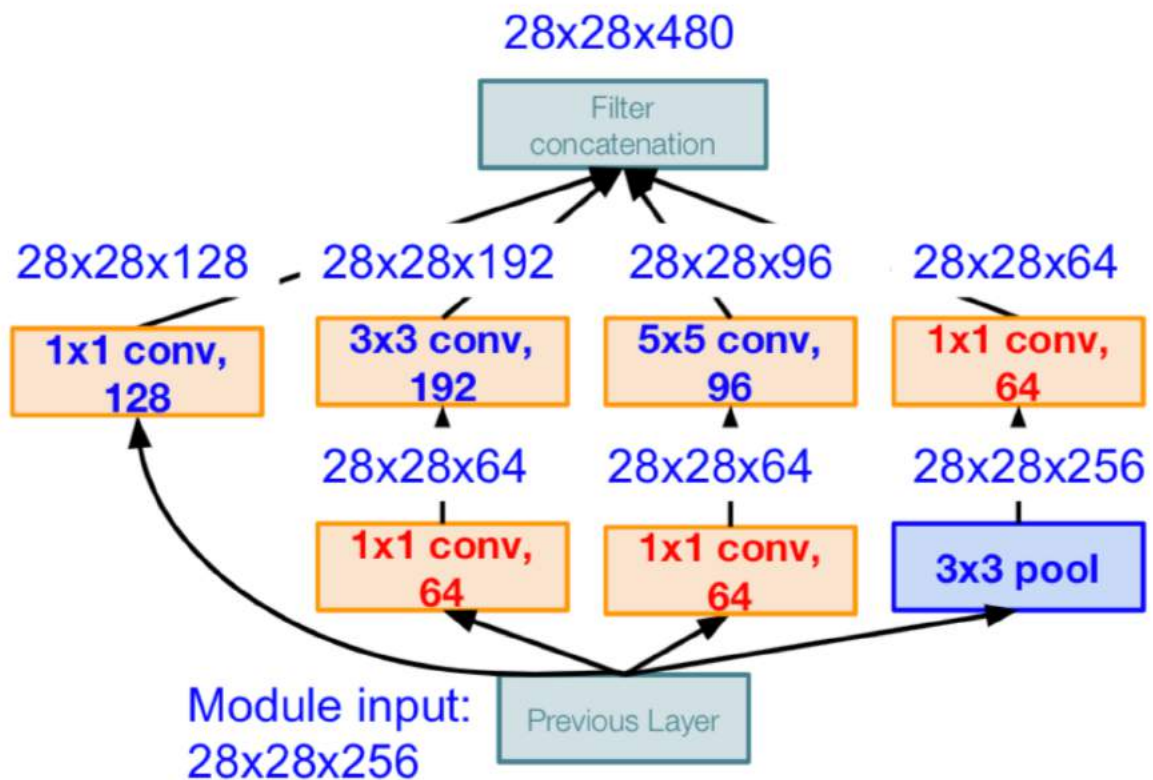 28x28x480
Filter
concatenation
28x28x128
28x28x192
28x28x96
28x28x64
1x1 conv,
128
3x3 conv,
192
5x5 conv,
96
1x1 conv,
64
28x28x64
28x28x64
28x28x256
1x1 conv,
64
1x1 conv,
64
3x3 pool
Module input:
28x28x256
Previous Layer